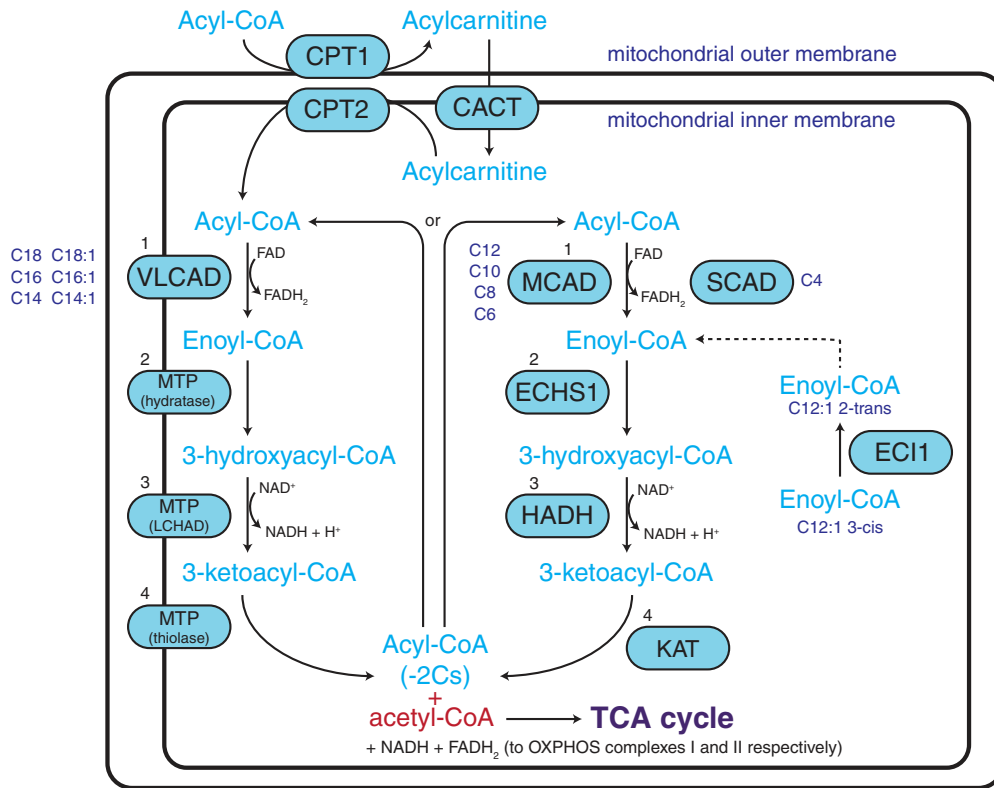 Acyl-CoA
Acylcarnitine
CPT1
mitochondrial outer membrane
CPT2
CACT
mitochondrial inner membrane
Acylcarnitine
Acyl-CoA
or
Acyl-CoA
C18 C18:1
C16 C16:1
C14 C14:1
1
VLCAD
FAD
FADH₂
C12
C10
C8
C6
1
MCAD
FAD
FADH₂
SCAD
C4
Enoyl-CoA
Enoyl-CoA
2
MTP
(hydratase)
2
ECHS1
Enoyl-CoA
C12:1 2-trans
ECI1
Enoyl-CoA
C12:1 3-cis
3-hydroxyacyl-CoA
3-hydroxyacyl-CoA
3
MTP
(LCHAD)
NAD⁺
NADH + H⁺
3
HADH
NAD⁺
NADH + H⁺
3-ketoacyl-CoA
3-ketoacyl-CoA
4
MTP
(thiolase)
4
KAT
Acyl-CoA
(-2Cs)
+
acetyl-CoA
TCA cycle
+ NADH + FADH₂ (to OXPHOS complexes I and II respectively)